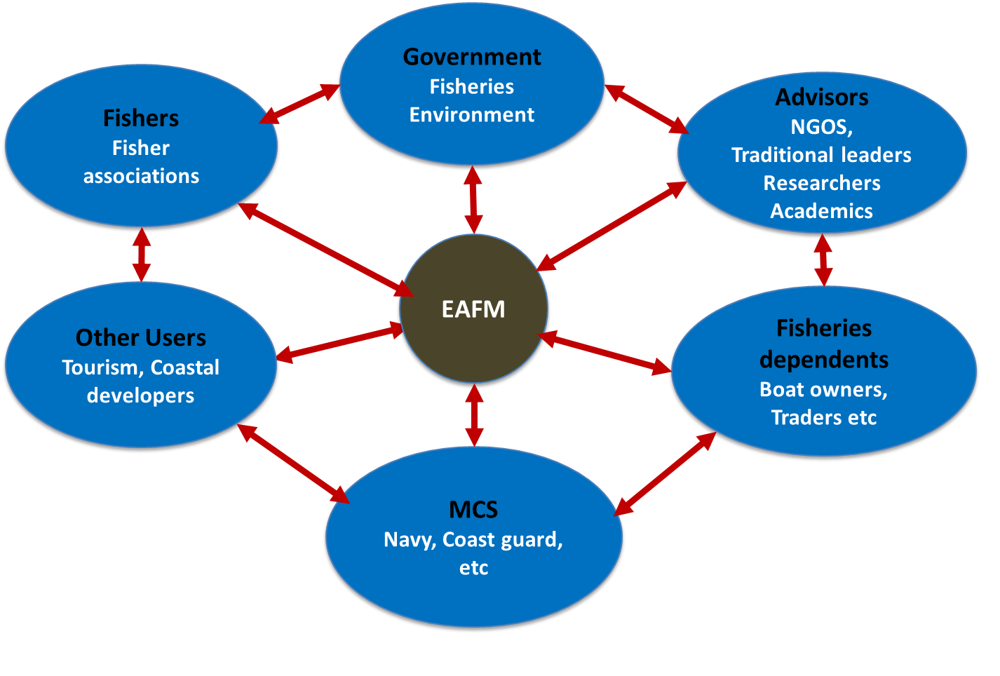 Government
Fisheries
Environment
Fishers
Fisher
associations
Advisors
NGOS,
Traditional leaders
Researchers
Academics
EAFM
Other Users
Tourism, Coastal
developers
Fisheries
dependents
Boat owners,
Traders etc
MCS
Navy, Coast guard,
etc